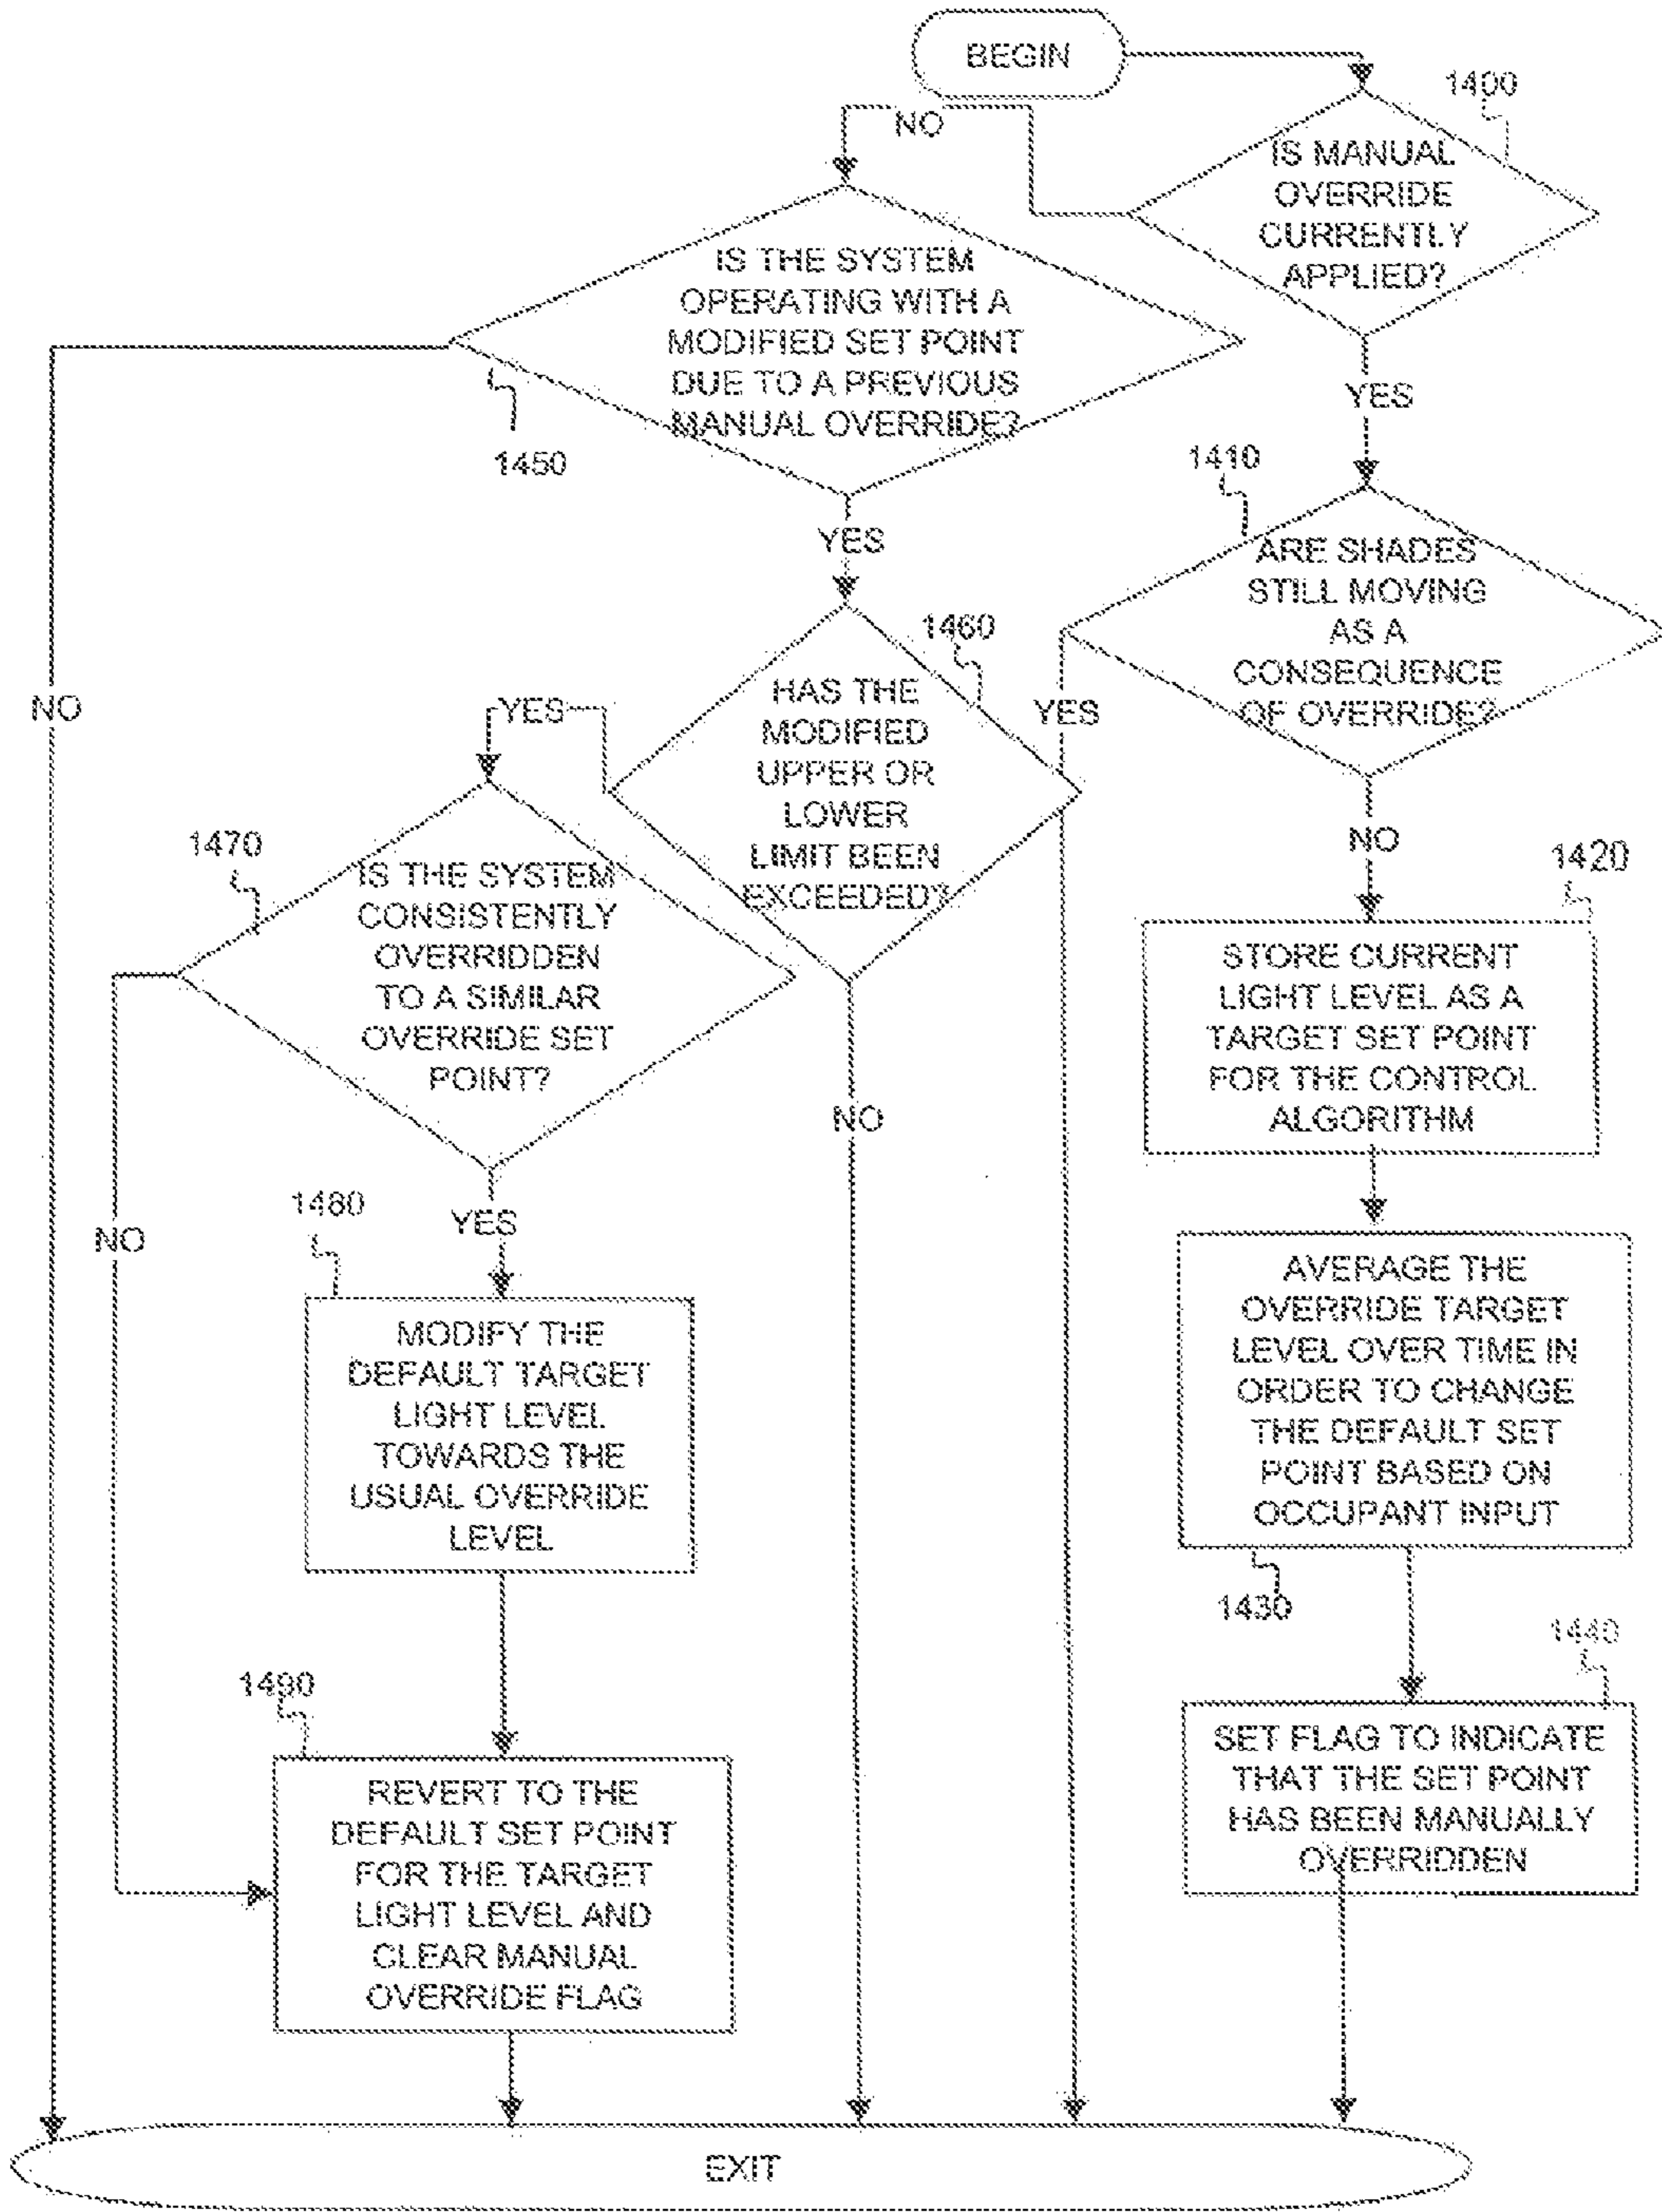 BEGIN
1400
IS MANUAL
OVERRIDE
CURRENTLY
APPLIED?
NO
IS THE SYSTEM
OPERATING WITH A
MODIFIED SET POINT
DUE TO A PREVIOUS
MANUAL OVERRIDE?
1450
YES
1410
ARE SHADES
STILL MOVING
AS A
CONSEQUENCE
OF OVERRIDE?
YES
1460
HAS THE
MODIFIED
UPPER OR
LOWER
LIMIT BEEN
EXCEEDED?
YES
NO
YES
1470
IS THE SYSTEM
CONSISTENTLY
OVERRIDDEN
TO A SIMILAR
OVERRIDE SET
POINT?
NO
1420
STORE CURRENT
LIGHT LEVEL AS A
TARGET SET POINT
FOR THE CONTROL
ALGORITHM
NO
NO
YES
1480
MODIFY THE
DEFAULT TARGET
LIGHT LEVEL
TOWARDS THE
USUAL OVERRIDE
LEVEL
AVERAGE THE
OVERRIDE TARGET
LEVEL OVER TIME IN
ORDER TO CHANGE
THE DEFAULT SET
POINT BASED ON
OCCUPANT INPUT
1430
1440
SET FLAG TO INDICATE
THAT THE SET POINT
HAS BEEN MANUALLY
OVERRIDDEN
1490
REVERT TO THE
DEFAULT SET POINT
FOR THE TARGET
LIGHT LEVEL AND
CLEAR MANUAL
OVERRIDE FLAG
EXIT